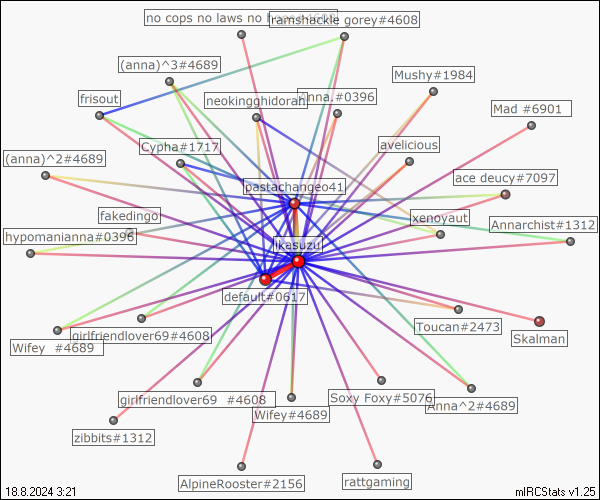 no cops no laws no
ramshackle gorey#4608
(anna)^3#4689
Mushy#1984
frisout
neokingghidorah
Anna.#0396
Mad #6901
Cypha#1717
avelicious
(anna)^2#4689
ace deucy#7097
pastachangeo41
fakedingo
xenoyaut
Annarchist#1312
hypomanianna#0396
likasuzu
default#0617
Toucan#2473
Skalman
Wifey #4689
girlfriendlover69#4608
girlfriendlover69 #4608
Wifey#4689
Soxy Foxy#5076
Anna^2#4689
zibbits#1312
AlpineRooster#2156
rattgaming
18.8.2024 3:21
mIRCStats v1.25